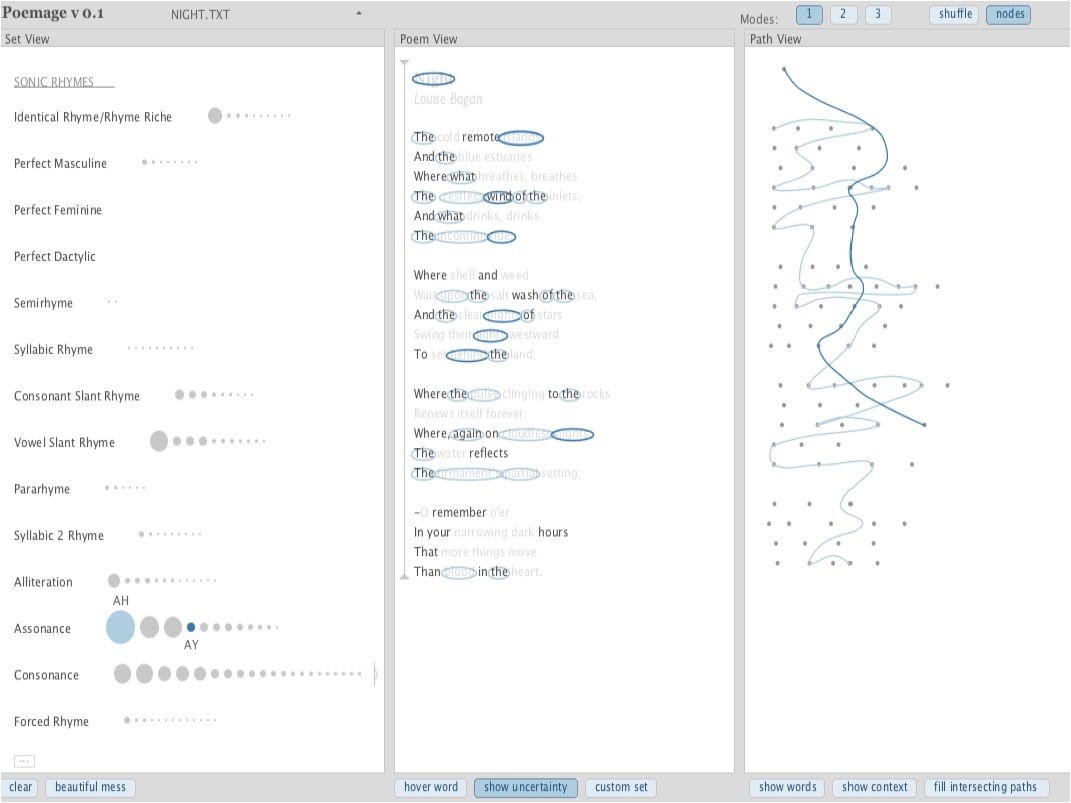 Poemage v 0.1
NIGHT.TXT
Modes:
1
2
3
shuffle
nodes
Set View
Poem View
Path View
SONIC RHYMES
Identical Rhyme/Rhyme Riche
Perfect Masculine
Perfect Feminine
Perfect Dactylic
Semirhyme
Syllabic Rhyme
Consonant Slant Rhyme
Vowel Slant Rhyme
Pararhyme
Syllabic 2 Rhyme
Alliteration
AH
Assonance
AY
Consonance
Forced Rhyme
...
Night
Louise Bogan
The cold remote islands
And the blue estuaries
Where what breathes, breathes
The restless wind of the inlets,
And what drinks, drinks
The incoming tide;
Where shell and weed
Wait upon the salt wash of the sea,
And the clear nights of stars
Swing their lights westward
To set behind the land;
Where the pulse clinging to the rocks
Renews itself forever;
Where, again on cloudless nights,
The water reflects
The firmament's partial setting;
–O remember o'er
In your narrowing dark hours
That more things move
Than blood in the heart.
clear
beautiful mess
hover word
show uncertainty
custom set
show words
show context
fill intersecting paths